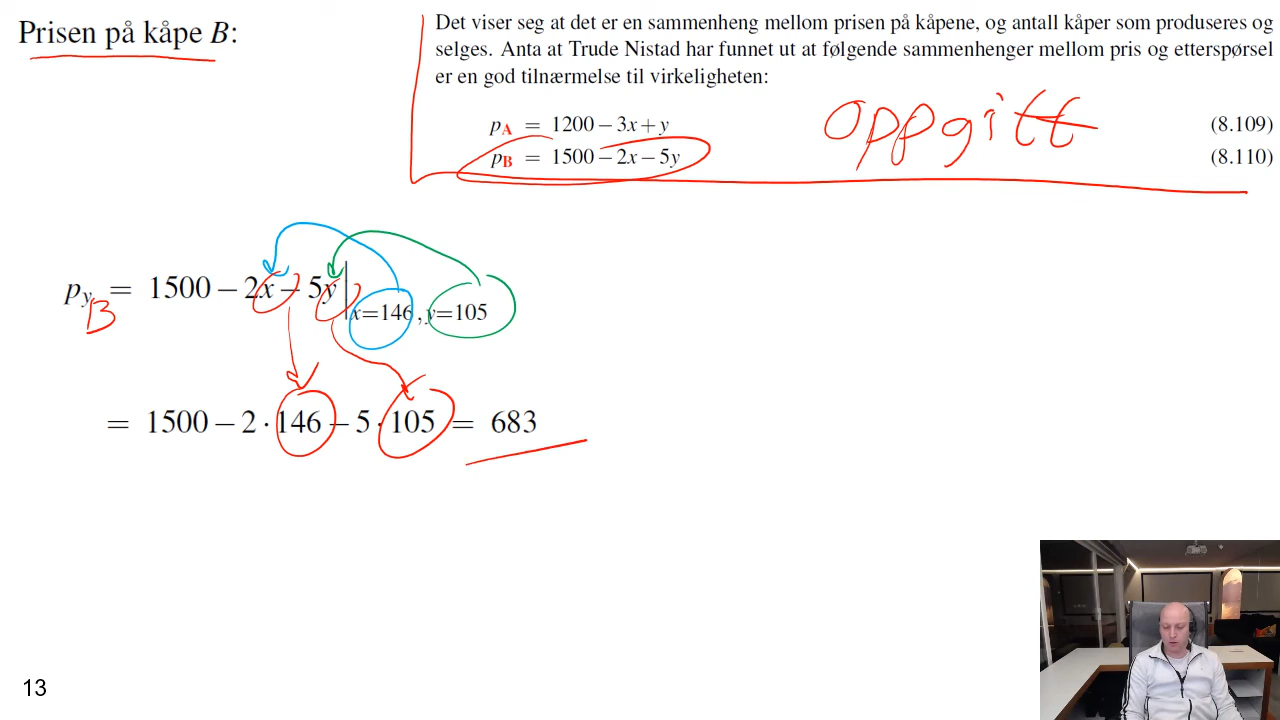 Prisen på kåpe B:
Det viser seg at det er en sammenheng mellom prisen på kåpene, og antall kåper som produseres og
selges. Anta at Trude Nistad har funnet ut at følgende sammenhenger mellom pris og etterspørsel
er en god tilnærmelse til virkeligheten:
pA = 1200 − 3x + y (8.109)
pB = 1500 − 2x − 5y (8.110)
oppgitt
py = 1500 − 2x − 5y|x=146, y=105
B
= 1500 − 2 · 146 − 5 · 105 = 683
13